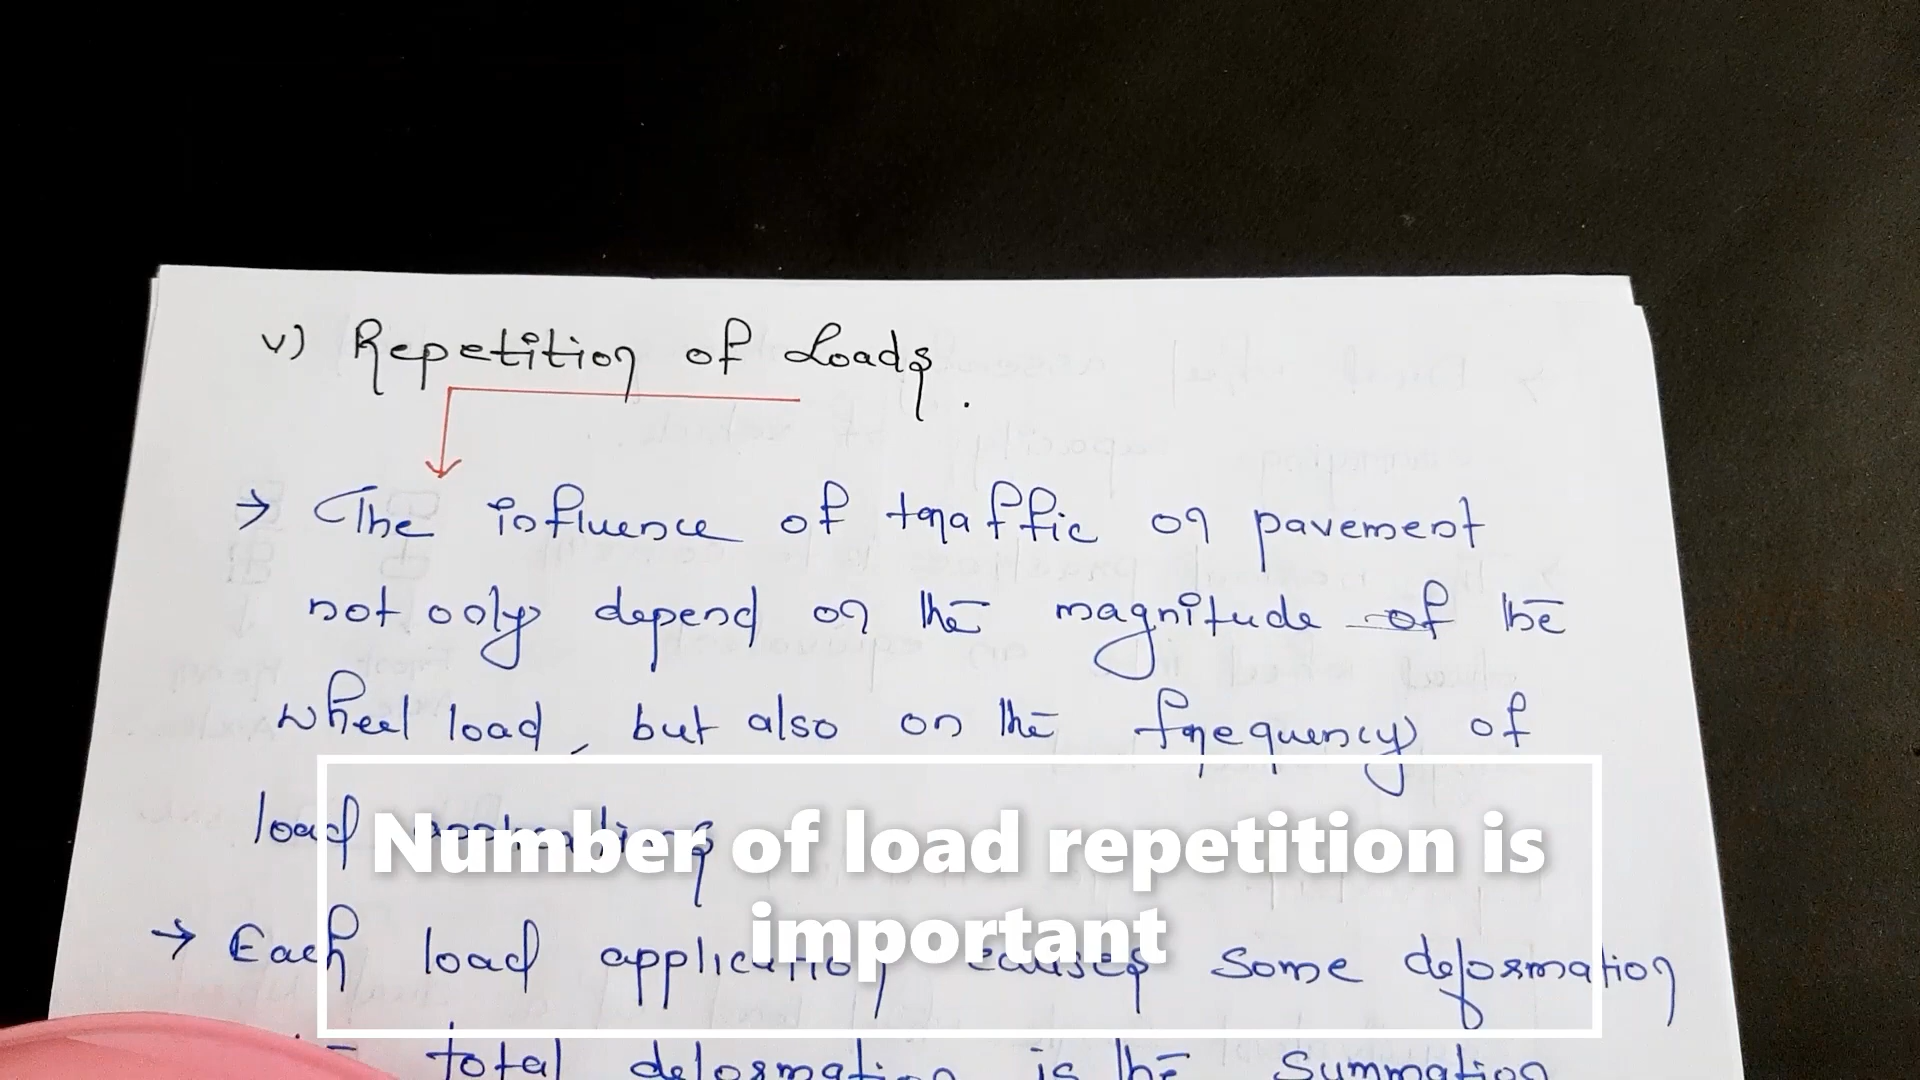 v) Repetition of Loads.
→ The influence of traffic on pavement
not only depend on the magnitude of the
wheel load, but also on the frequency of
load applications
Number of load repetition is
important
→ Each load application causes some deformation
total deformation is the summation